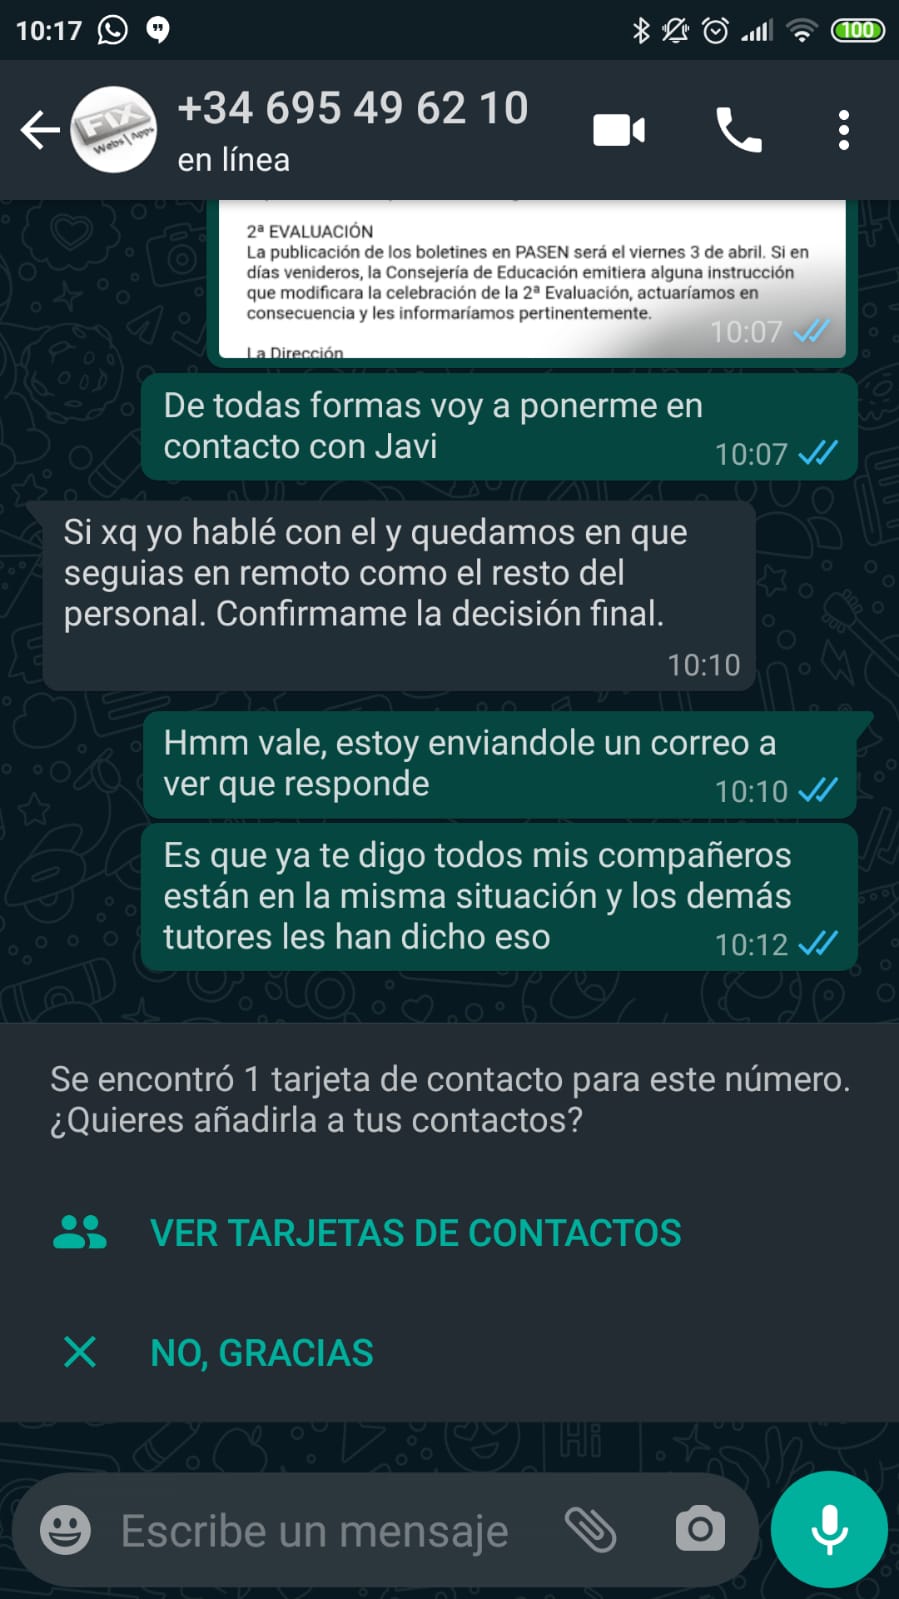 10:17
100
FIX
Webs|Apps
+34 695 49 62 10
en línea
2ª EVALUACIÓN
La publicación de los boletines en PASEN será el viernes 3 de abril. Si en
días venideros, la Consejería de Educación emitiera alguna instrucción
que modificara la celebración de la 2ª Evaluación, actuaríamos en
consecuencia y les informaríamos pertinentemente.
10:07
La Dirección
De todas formas voy a ponerme en
contacto con Javi
10:07
Si xq yo hablé con el y quedamos en que
seguias en remoto como el resto del
personal. Confirmame la decisión final.
10:10
Hmm vale, estoy enviandole un correo a
ver que responde
10:10
Es que ya te digo todos mis compañeros
están en la misma situación y los demás
tutores les han dicho eso
10:12
Se encontró 1 tarjeta de contacto para este número.
¿Quieres añadirla a tus contactos?
VER TARJETAS DE CONTACTOS
NO, GRACIAS
Hi
Escribe un mensaje